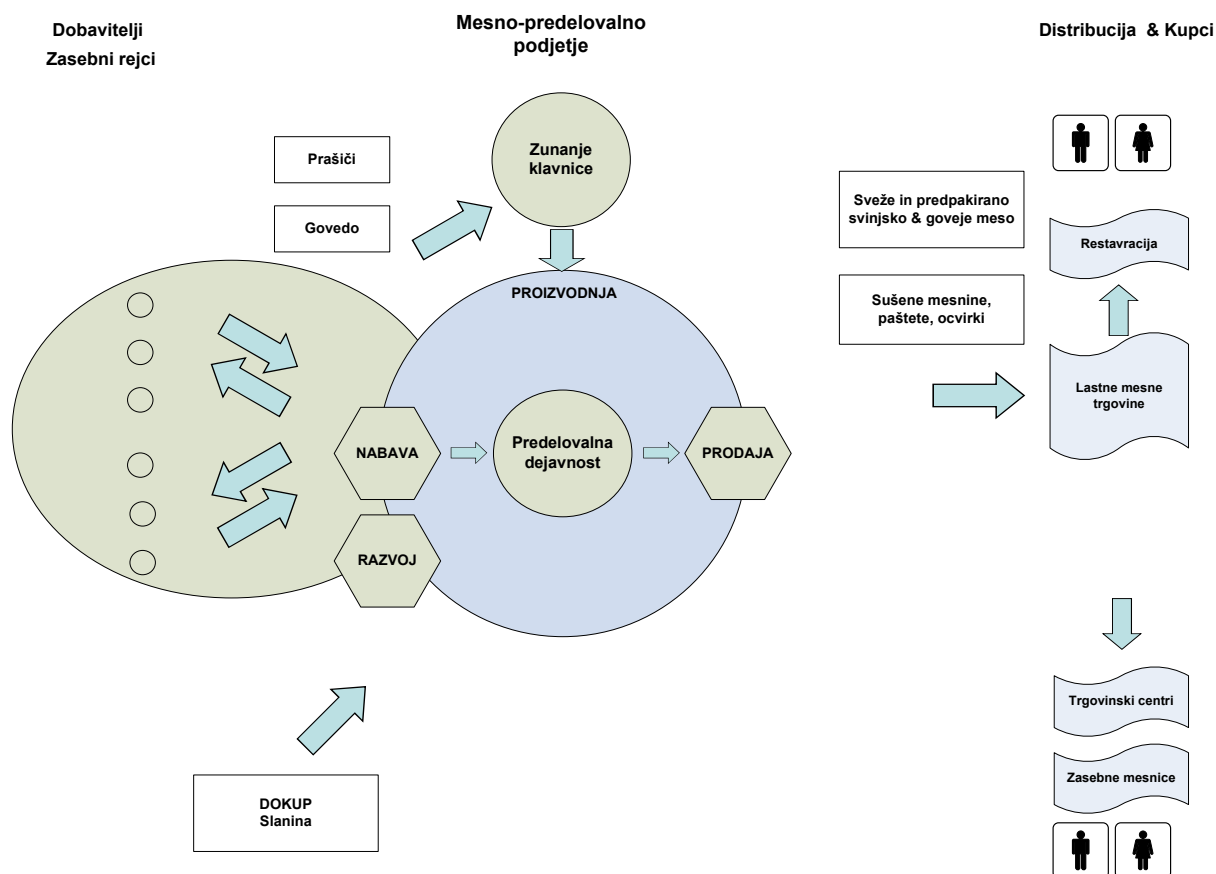 Dobavitelji
Zasebni rejci
Mesno-predelovalno
podjetje
Distribucija & Kupci
Prašiči
Govedo
Zunanje
klavnice
Sveže in predpakirano
svinjsko & goveje meso
Sušene mesnine,
paštete, ocvirki
Restavracija
Lastne mesne
trgovine
PROIZVODNJA
NABAVA
Predelovalna
dejavnost
PRODAJA
RAZVOJ
DOKUP
Slanina
Trgovinski centri
Zasebne mesnice